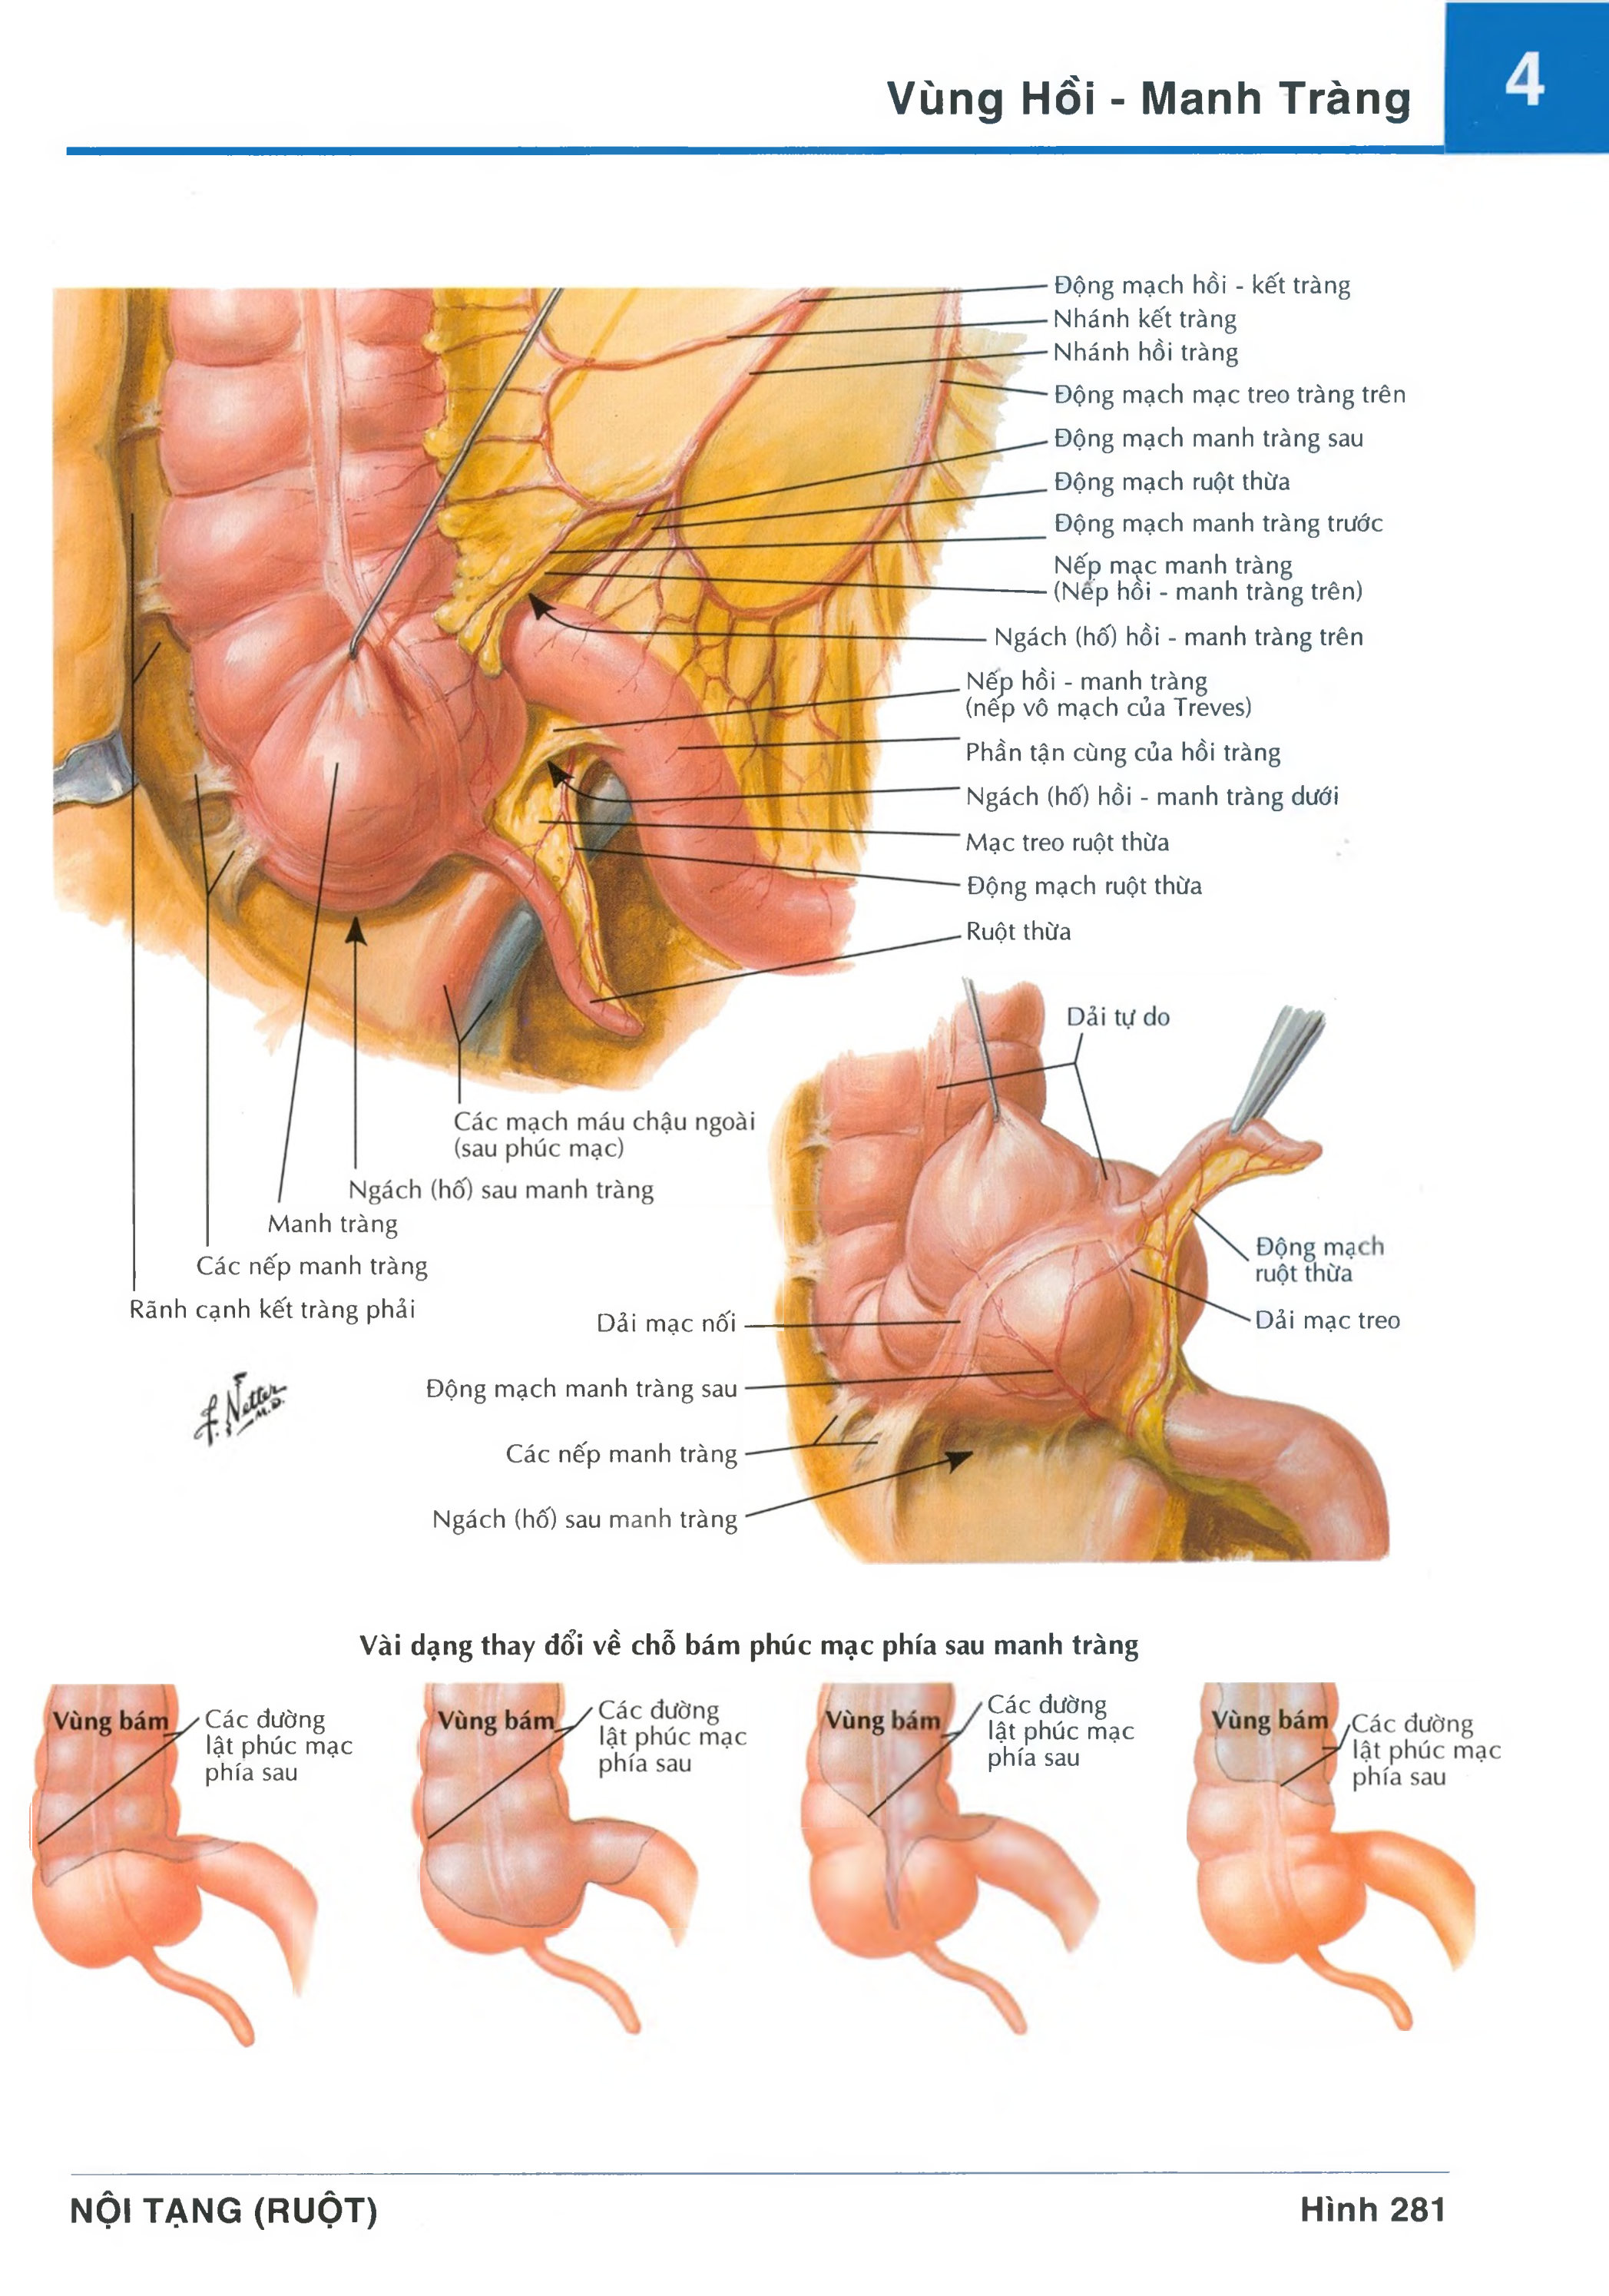 Vùng Hồi - Manh Tràng
4
Động mạch hồi - kết tràng
Nhánh kết tràng
Nhánh hồi tràng
Động mạch mạc treo tràng trên
Động mạch manh tràng sau
Động mạch ruột thừa
Động mạch manh tràng trước
Nếp mạc manh tràng
(Nếp hồi - manh tràng trên)
Ngách (hố) hồi - manh tràng trên
Nếp hồi - manh tràng
(nếp vô mạch của Treves)
Phần tận cùng của hồi tràng
Ngách (hố) hồi - manh tràng dưới
Mạc treo ruột thừa
Động mạch ruột thừa
Ruột thừa
Dải tự do
Các mạch máu chậu ngoài
(sau phúc mạc)
Ngách (hố) sau manh tràng
Manh tràng
Các nếp manh tràng
Rãnh cạnh kết tràng phải
Động mạch
ruột thừa
Dải mạc treo
Dải mạc nối
Động mạch manh tràng sau
Các nếp manh tràng
Ngách (hố) sau manh tràng
F. Netter
M.D.
Vài dạng thay đổi về chỗ bám phúc mạc phía sau manh tràng
Vùng bám
Các đường
lật phúc mạc
phía sau
Vùng bám
Các đường
lật phúc mạc
phía sau
Vùng bám
Các đường
lật phúc mạc
phía sau
Vùng bám
Các đường
lật phúc mạc
phía sau
NỘI TẠNG (RUỘT)
Hình 281